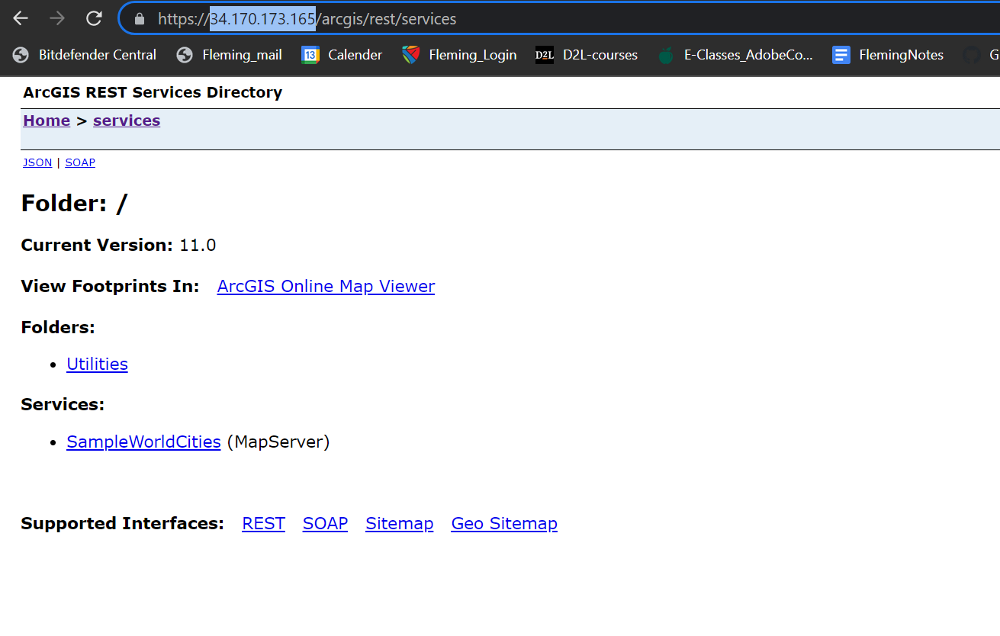 https://34.170.173.165/arcgis/rest/services
Bitdefender Central Fleming_mail 13 Calender Fleming_Login D2L D2L-courses E-Classes_AdobeCo... FlemingNotes G
ArcGIS REST Services Directory
Home > services
JSON | SOAP
Folder: /
Current Version: 11.0
View Footprints In: ArcGIS Online Map Viewer
Folders:
• Utilities
Services:
• SampleWorldCities (MapServer)
Supported Interfaces: REST SOAP Sitemap Geo Sitemap